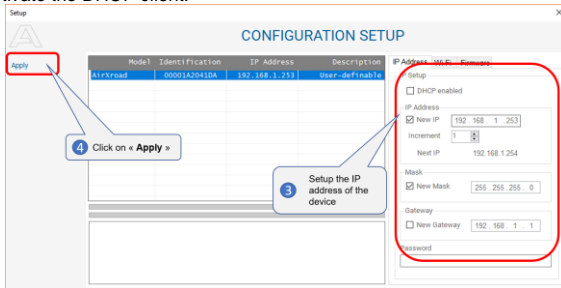 Setup
CONFIGURATION SETUP
Apply
Model Identification IP Address Description
AirXroad 00001A2041DA 192.168.1.253 User-definable
IP Address Wi-Fi Firmware
IP Setup
DHCP enabled
IP Address
New IP 192 . 168 . 1 . 253
Increment 1
Next IP 192.168.1.254
Mask
New Mask 255 . 255 . 255 . 0
Gateway
New Gateway 192 . 168 . 1 . 1
Password
4 Click on « Apply »
3 Setup the IP
address of the
device